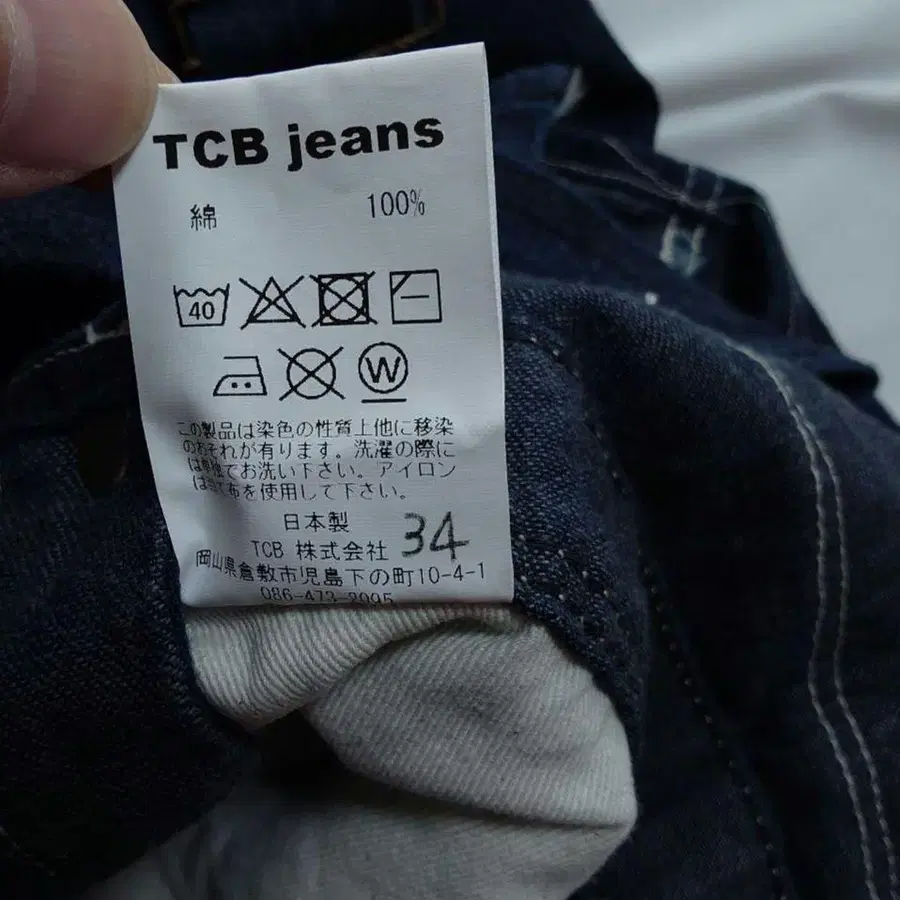 TCB jeans
綿 100%
40
W
この製品は染色の性質上他に移染
のおそれが有ります。洗濯の際に
は単独でお洗い下さい。アイロン
は当て布を使用して下さい。
日本製
34
TCB 株式会社
岡山県倉敷市児島下の町10-4-1
086-473-2995